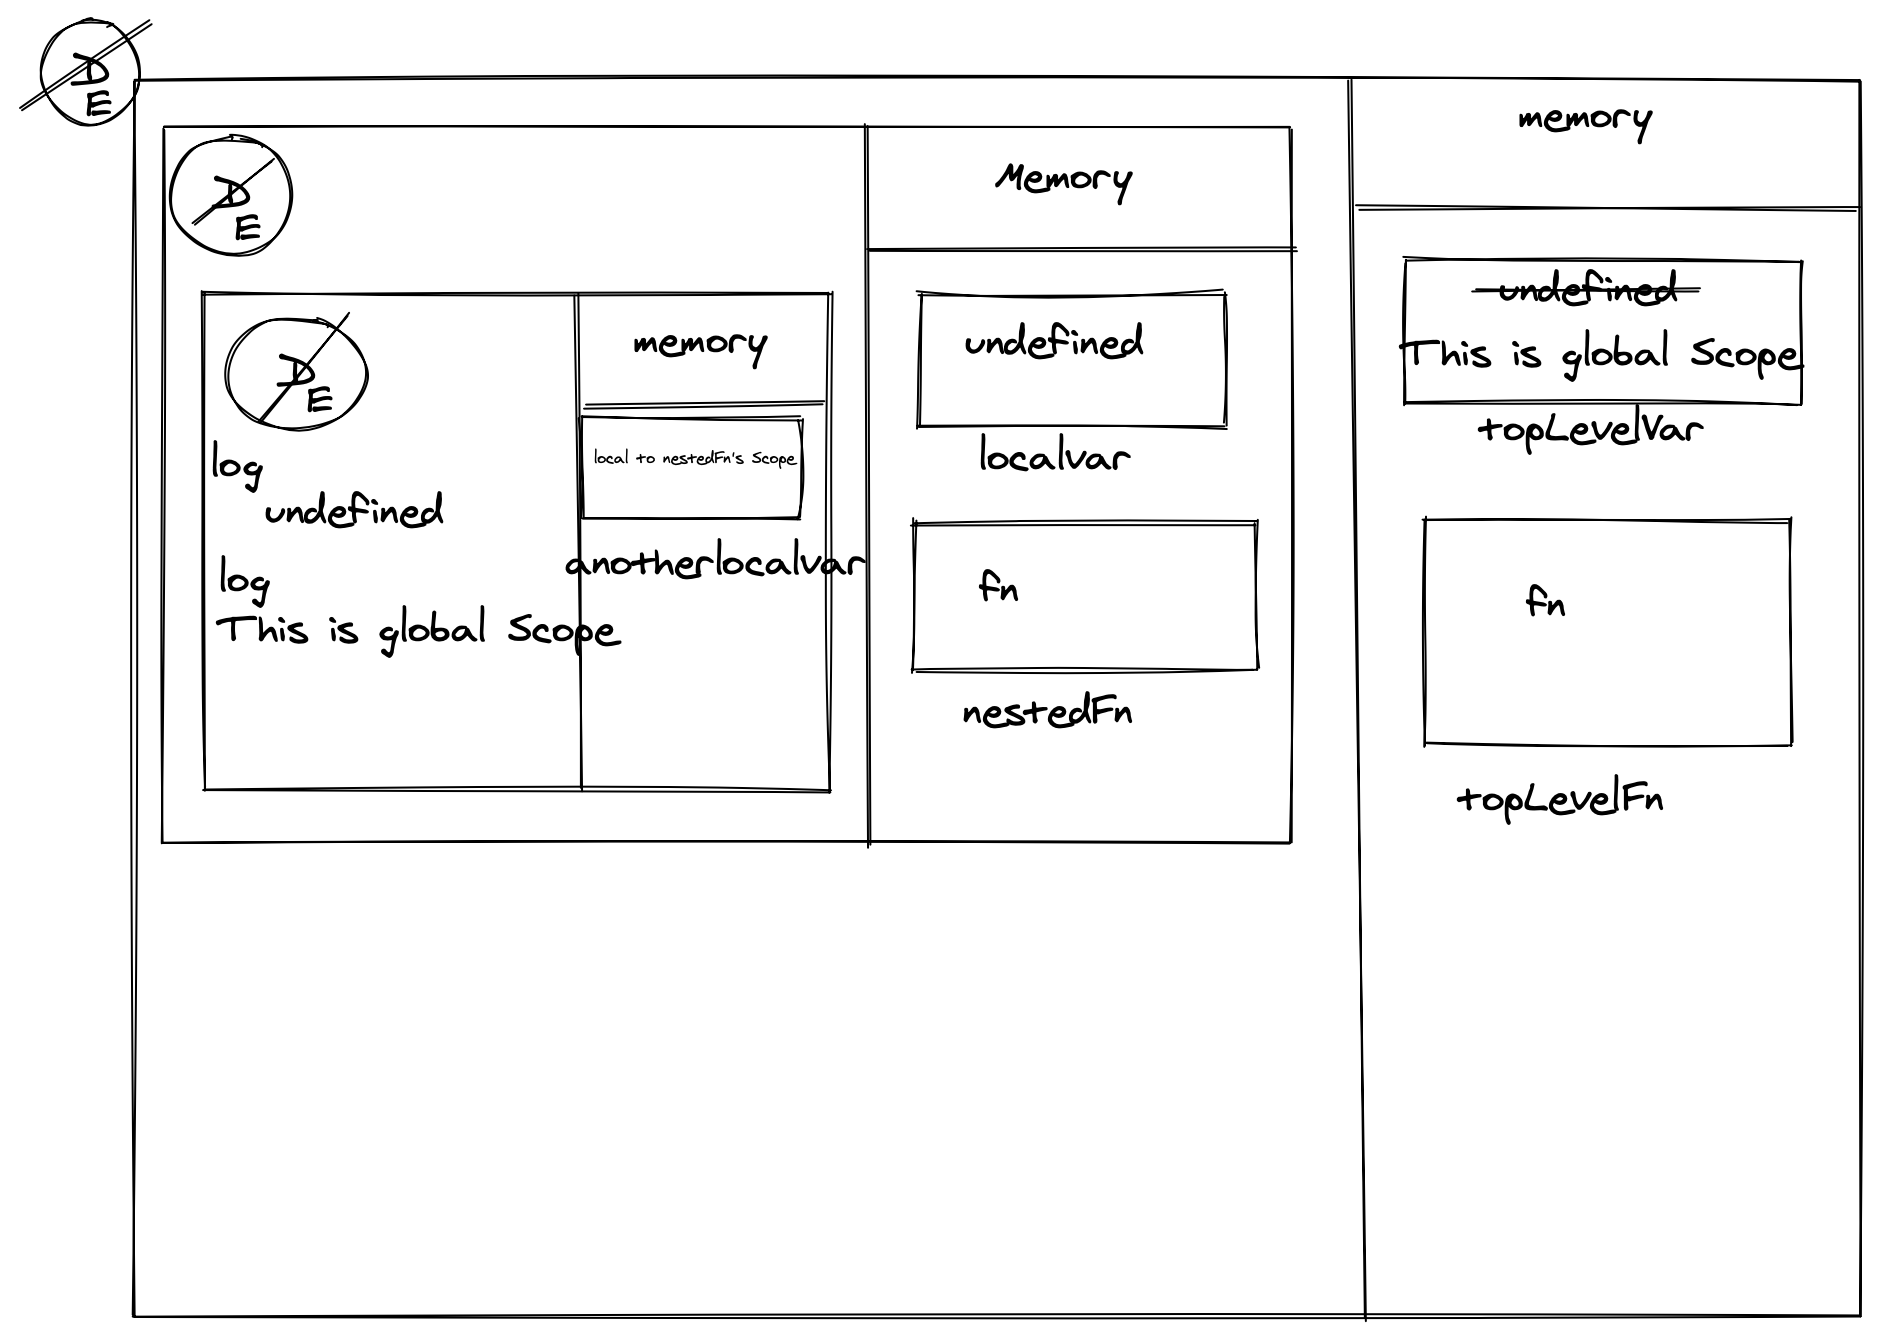 D
E
memory
D
E
Memory
undefined
This is global Scope
topLevelVar
fn
topLevelFn
undefined
localvar
fn
nestedFn
D
E
memory
local to nestedFn's Scope
anotherlocalvar
log
undefined
log
This is global Scope